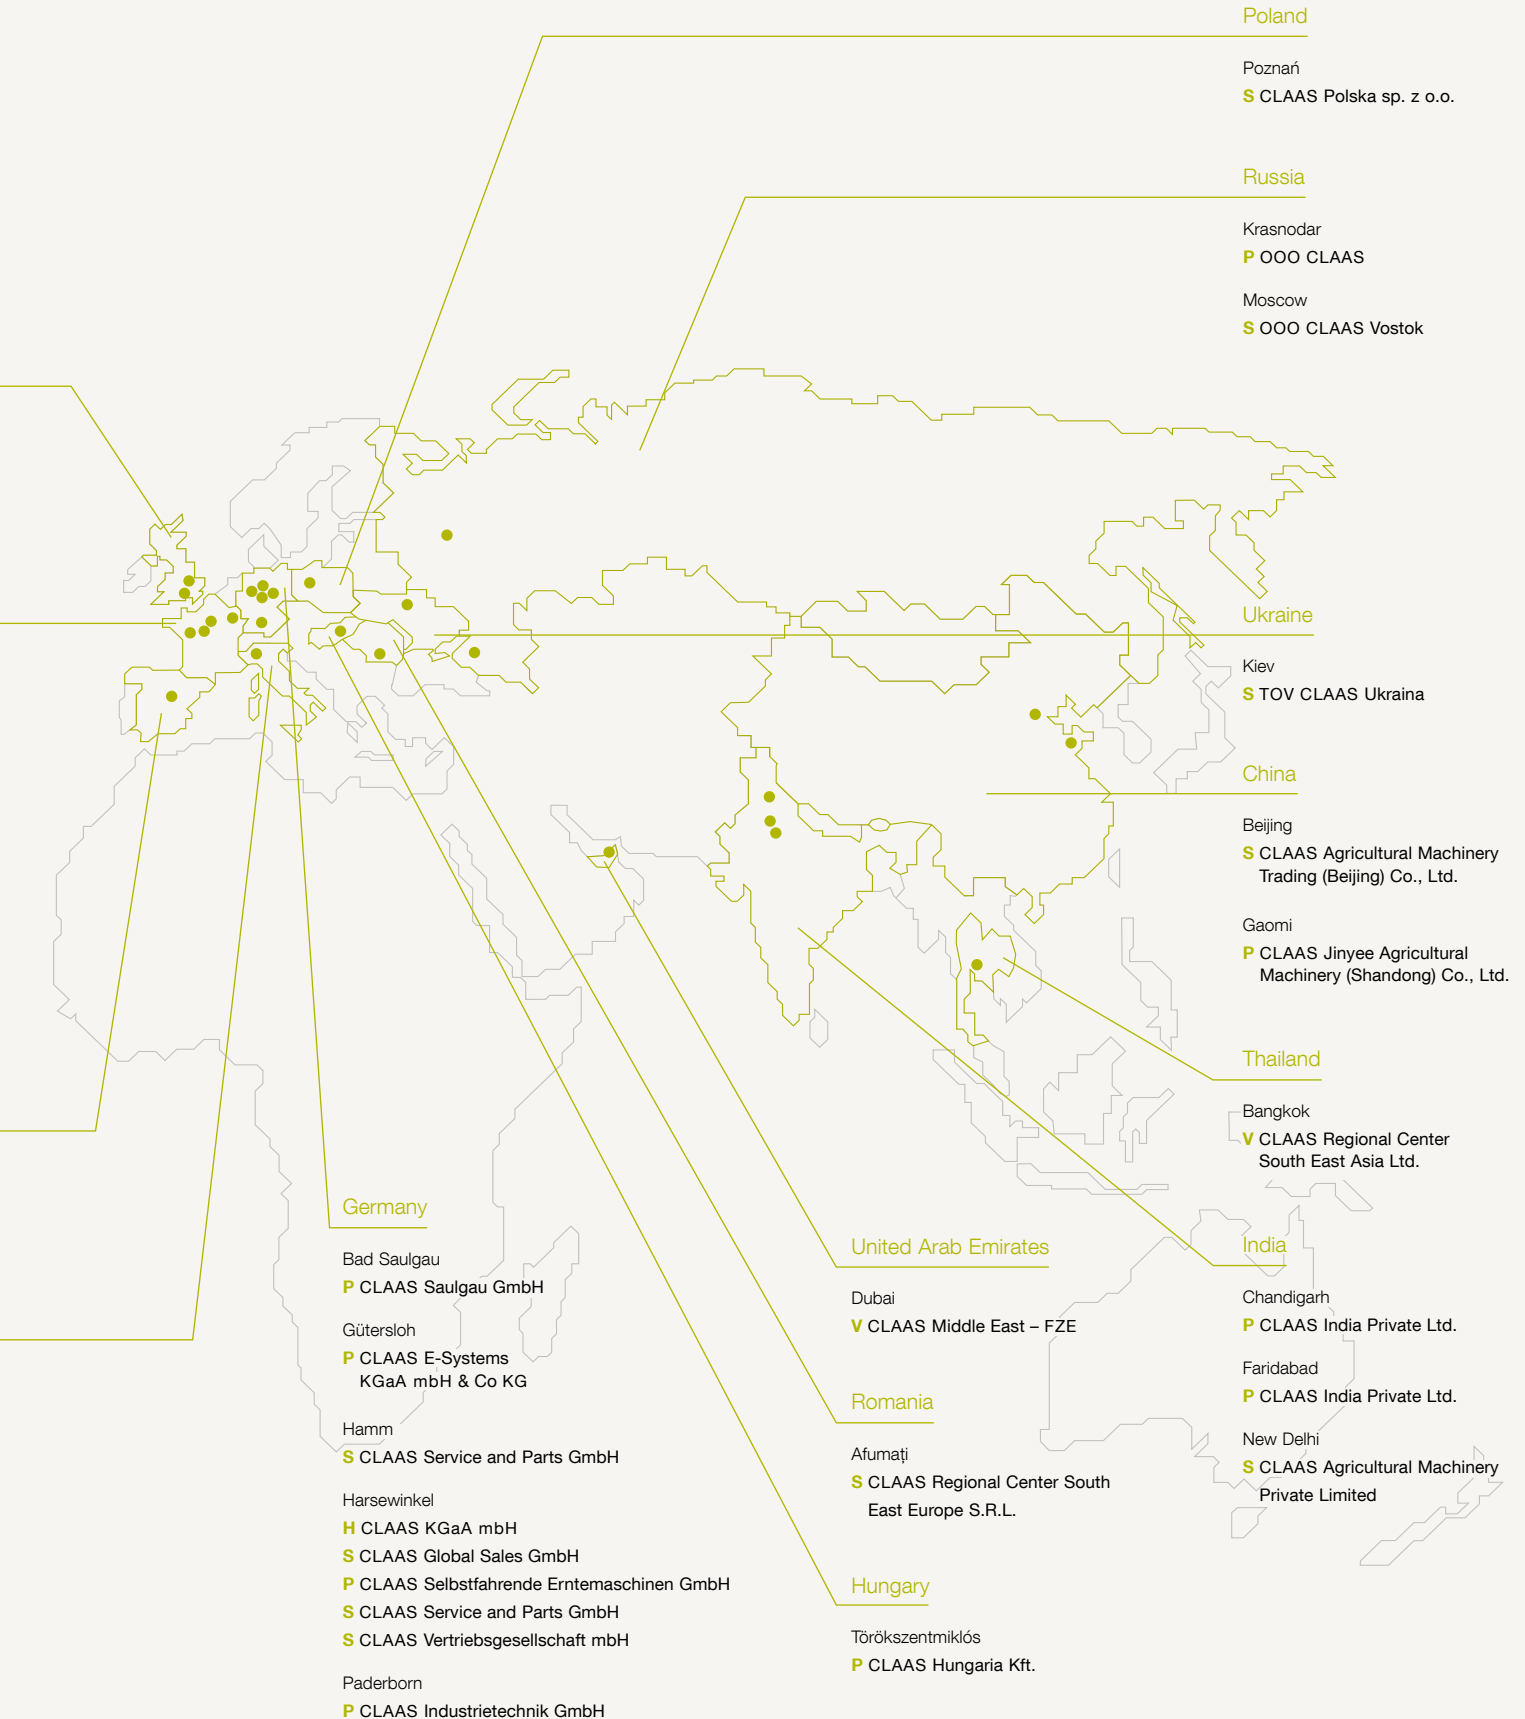 Poland
Poznań
S CLAAS Polska sp. z o.o.
Russia
Krasnodar
P OOO CLAAS
Moscow
S OOO CLAAS Vostok
Ukraine
Kiev
S TOV CLAAS Ukraina
China
Beijing
S CLAAS Agricultural Machinery
Trading (Beijing) Co., Ltd.
Gaomi
P CLAAS Jinyee Agricultural
Machinery (Shandong) Co., Ltd.
Thailand
Bangkok
V CLAAS Regional Center
South East Asia Ltd.
India
Chandigarh
P CLAAS India Private Ltd.
Faridabad
P CLAAS India Private Ltd.
New Delhi
S CLAAS Agricultural Machinery
Private Limited
Germany
Bad Saulgau
P CLAAS Saulgau GmbH
Gütersloh
P CLAAS E-Systems
KGaA mbH & Co KG
Hamm
S CLAAS Service and Parts GmbH
Harsewinkel
H CLAAS KGaA mbH
S CLAAS Global Sales GmbH
P CLAAS Selbstfahrende Erntemaschinen GmbH
S CLAAS Service and Parts GmbH
S CLAAS Vertriebsgesellschaft mbH
Paderborn
P CLAAS Industrietechnik GmbH
United Arab Emirates
Dubai
V CLAAS Middle East – FZE
Romania
Afumați
S CLAAS Regional Center South
East Europe S.R.L.
Hungary
Törökszentmiklós
P CLAAS Hungaria Kft.